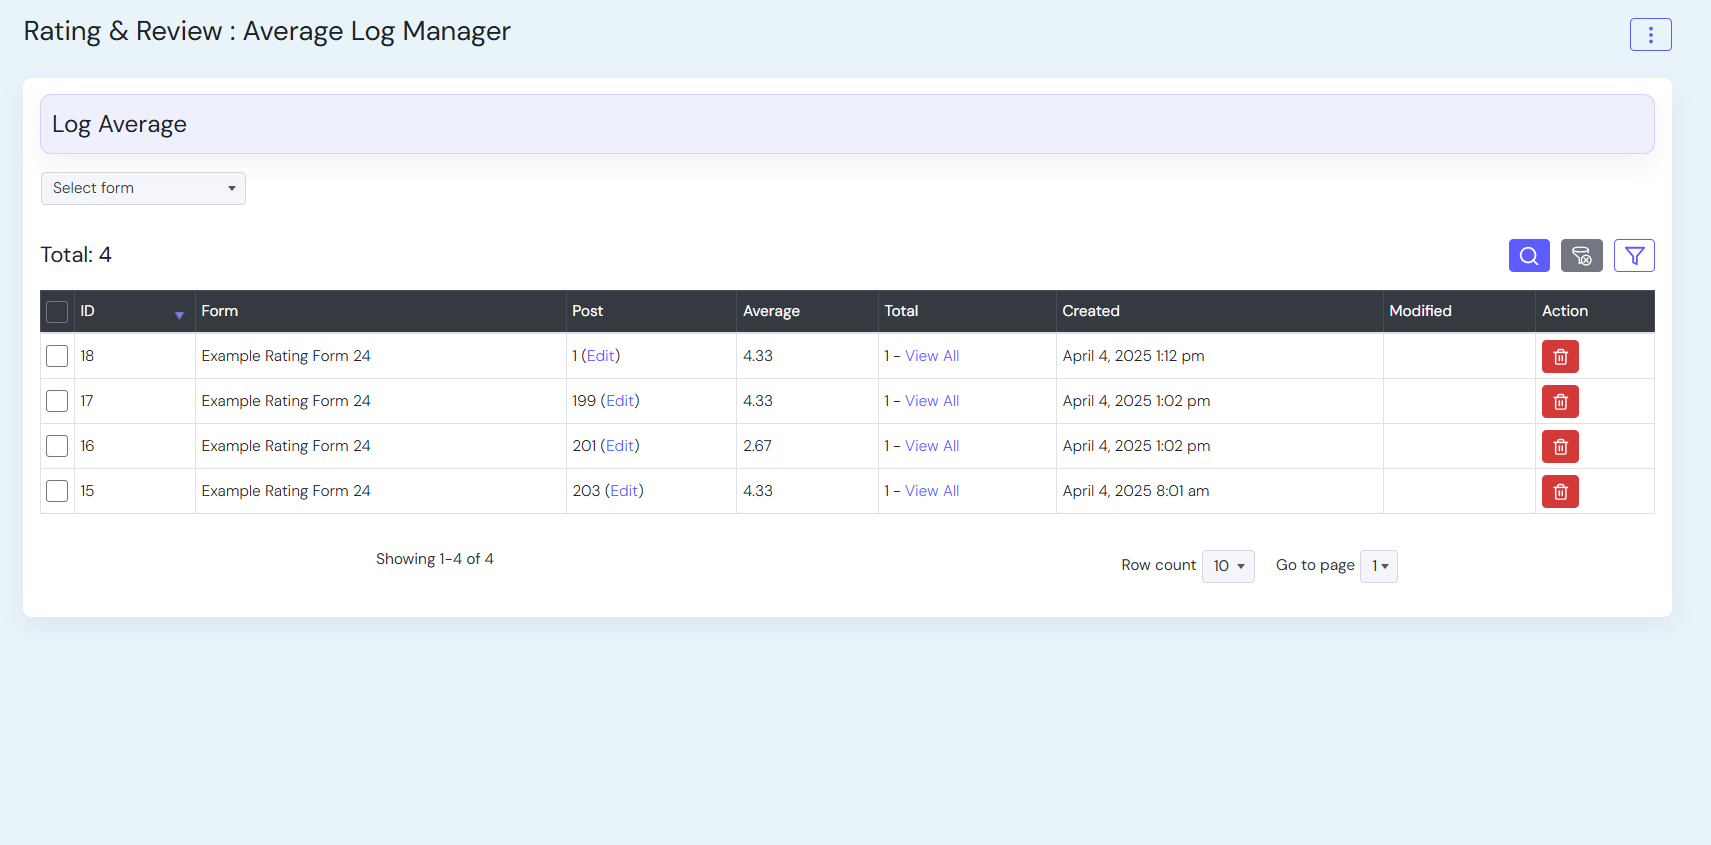 Rating & Review : Average Log Manager
Log Average
Select form
Total: 4
ID Form Post Average Total Created Modified Action
18 Example Rating Form 24 1 (Edit) 4.33 1 - View All April 4, 2025 1:12 pm
17 Example Rating Form 24 199 (Edit) 4.33 1 - View All April 4, 2025 1:02 pm
16 Example Rating Form 24 201 (Edit) 2.67 1 - View All April 4, 2025 1:02 pm
15 Example Rating Form 24 203 (Edit) 4.33 1 - View All April 4, 2025 8:01 am
Showing 1-4 of 4 Row count 10 Go to page 1